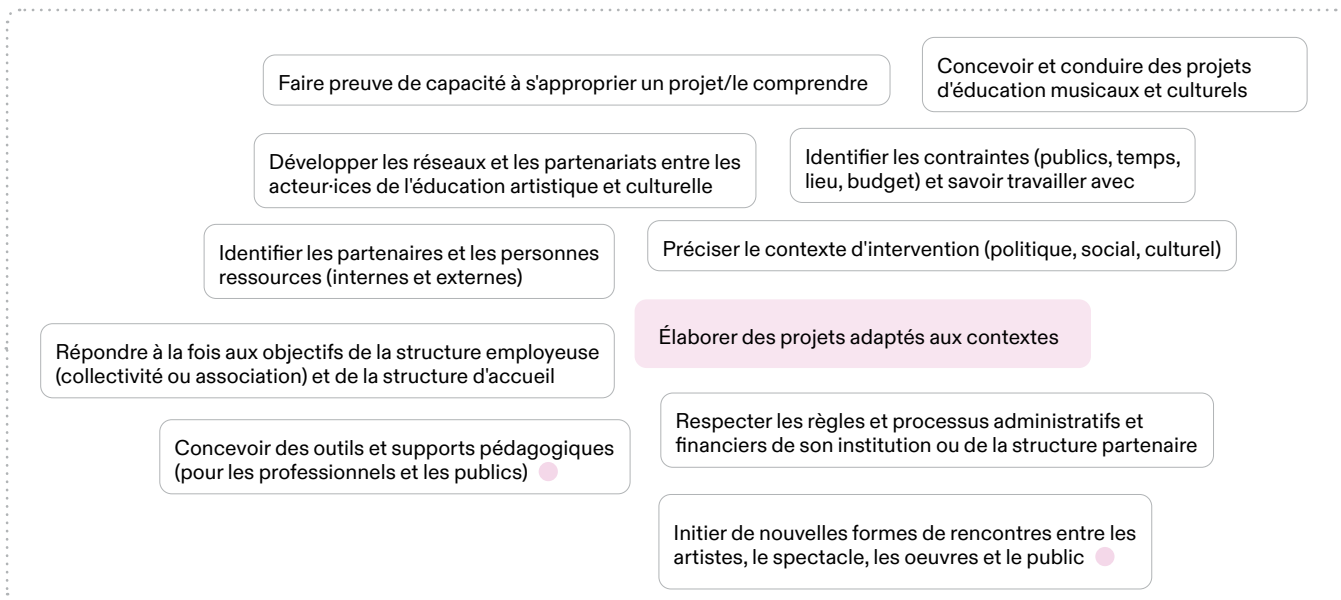 Faire preuve de capacité à s'approprier un projet/le comprendre
Concevoir et conduire des projets
d'éducation musicaux et culturels
Développer les réseaux et les partenariats entre les
acteur·ices de l'éducation artistique et culturelle
Identifier les contraintes (publics, temps,
lieu, budget) et savoir travailler avec
Identifier les partenaires et les personnes
ressources (internes et externes)
Préciser le contexte d'intervention (politique, social, culturel)
Élaborer des projets adaptés aux contextes
Répondre à la fois aux objectifs de la structure employeuse
(collectivité ou association) et de la structure d'accueil
Respecter les règles et processus administratifs et
financiers de son institution ou de la structure partenaire
Concevoir des outils et supports pédagogiques
(pour les professionnels et les publics)
Initier de nouvelles formes de rencontres entre les
artistes, le spectacle, les oeuvres et le public